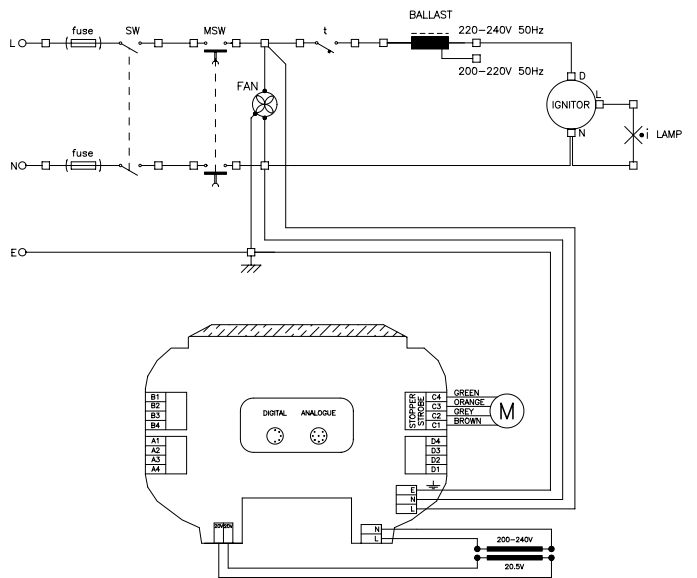 BALLAST
fuse SW MSW t 220-240V 50Hz
L
200-220V 50Hz
D
FAN
L
IGNITOR
i LAMP
N
fuse
N
E
B1 C4 GREEN
B2 C3 ORANGE
B3 C2 GREY
B4 C1 BROWN
STOPPER
STROBE
M
DIGITAL ANALOGUE
A1 D4
A2 D3
A3 D2
A4 D1
E
N
L
20V 20V
N
L
200-240V
20.5V